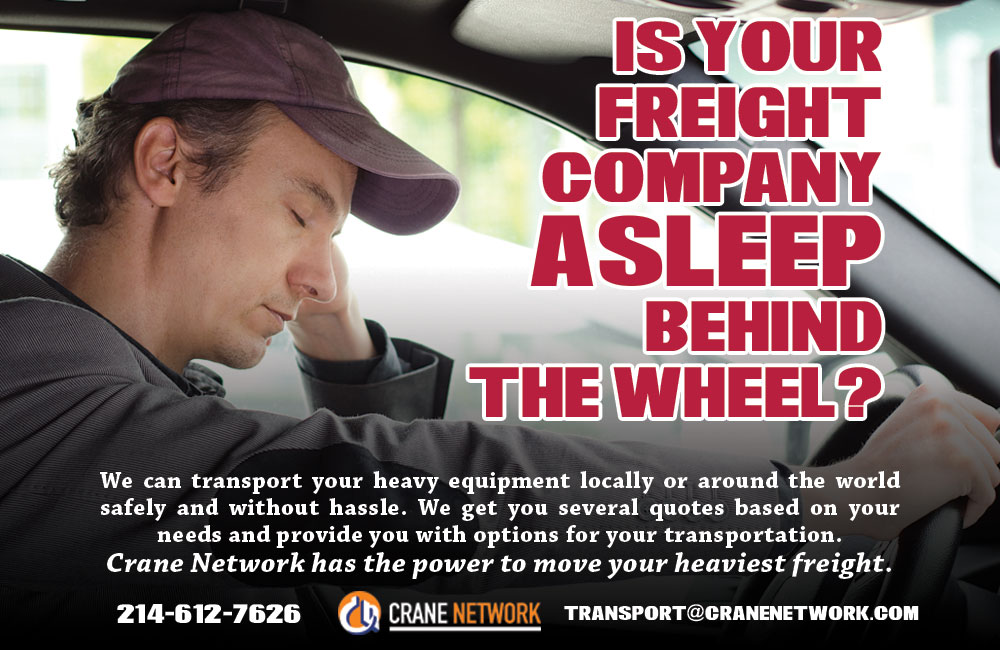 IS YOUR
FREIGHT
COMPANY
ASLEEP
BEHIND
THE WHEEL?
We can transport your heavy equipment locally or around the world
safely and without hassle. We get you several quotes based on your
needs and provide you with options for your transportation.
Crane Network has the power to move your heaviest freight.
214-612-7626 CRANE NETWORK TRANSPORT@CRANENETWORK.COM